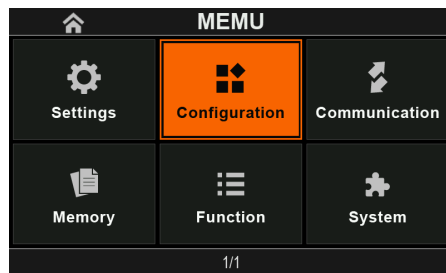 MEMU
Settings
Configuration
Communication
Memory
Function
System
1/1